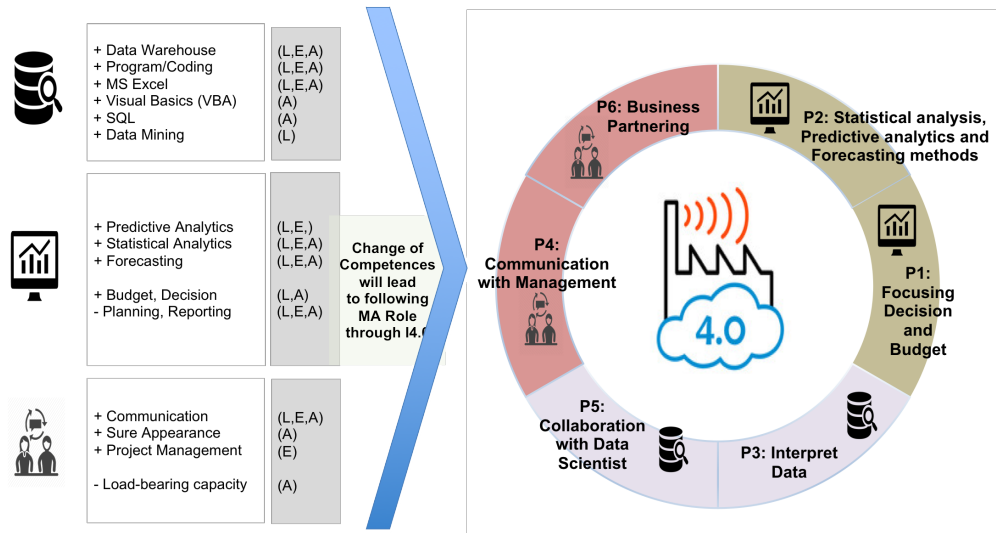 + Data Warehouse (L,E,A)
+ Program/Coding (L,E,A)
+ MS Excel (L,E,A)
+ Visual Basics (VBA) (A)
+ SQL (A)
+ Data Mining (L)
+ Predictive Analytics (L,E,)
+ Statistical Analytics (L,E,A)
+ Forecasting (L,E,A)
+ Budget, Decision (L,A)
- Planning, Reporting (L,E,A)
+ Communication (L,E,A)
+ Sure Appearance (A)
+ Project Management (E)
- Load-bearing capacity (A)
Change of
Competences
will lead
to following
MA Role
through I4.0
P6: Business
Partnering
P2: Statistical analysis,
Predictive analytics and
Forecasting methods
P4:
Communication
with Management
P1:
Focusing
Decision
and
Budget
4.0
P5:
Collaboration
with Data
Scientist
P3: Interpret
Data